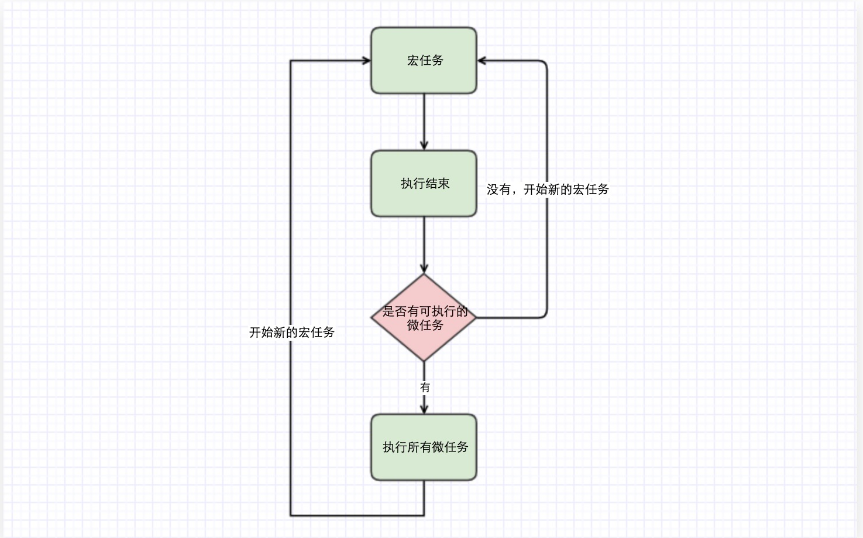 宏任务
执行结束
没有，开始新的宏任务
是否有可执行的
微任务
开始新的宏任务
有
执行所有微任务